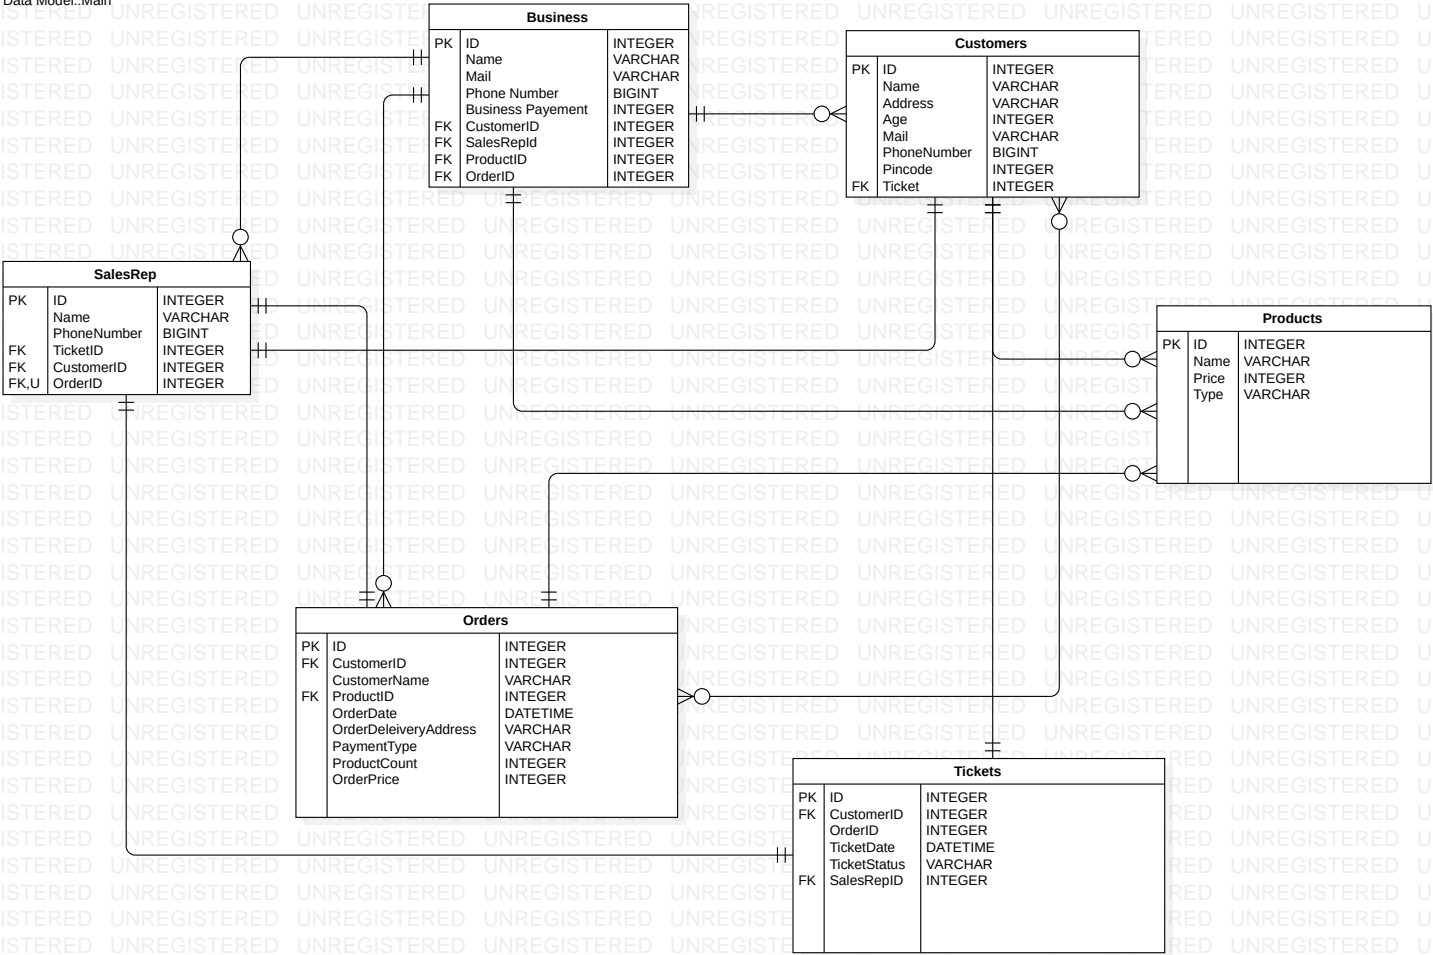 Data Model::Main
Business
PK ID INTEGER
Name VARCHAR
Mail VARCHAR
Phone Number BIGINT
Business Payement INTEGER
FK CustomerID INTEGER
FK SalesRepId INTEGER
FK ProductID INTEGER
FK OrderID INTEGER
Customers
PK ID INTEGER
Name VARCHAR
Address VARCHAR
Age INTEGER
Mail VARCHAR
PhoneNumber BIGINT
Pincode INTEGER
FK Ticket INTEGER
SalesRep
PK ID INTEGER
Name VARCHAR
PhoneNumber BIGINT
FK TicketID INTEGER
FK CustomerID INTEGER
FK,U OrderID INTEGER
Products
PK ID INTEGER
Name VARCHAR
Price INTEGER
Type VARCHAR
Orders
PK ID INTEGER
FK CustomerID INTEGER
CustomerName VARCHAR
FK ProductID INTEGER
OrderDate DATETIME
OrderDeleiveryAddress VARCHAR
PaymentType VARCHAR
ProductCount INTEGER
OrderPrice INTEGER
Tickets
PK ID INTEGER
FK CustomerID INTEGER
OrderID INTEGER
TicketDate DATETIME
TicketStatus VARCHAR
FK SalesRepID INTEGER
UNREGISTERED